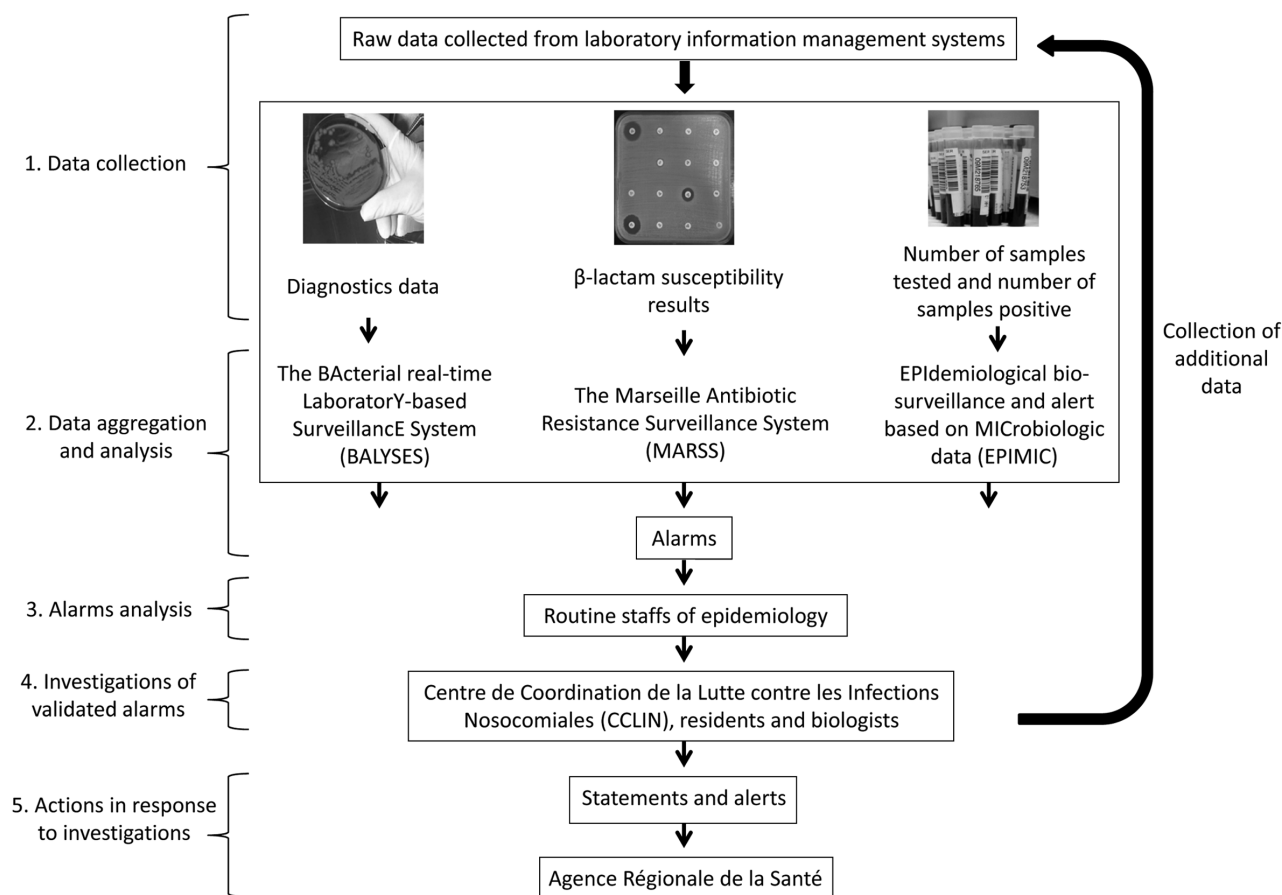 Raw data collected from laboratory information management systems
1. Data collection
Diagnostics data
β-lactam susceptibility
results
Number of samples
tested and number of
samples positive
Collection of
additional
data
2. Data aggregation
and analysis
The BActerial real-time
LaboratorY-based
SurveillancE System
(BALYSES)
The Marseille Antibiotic
Resistance Surveillance System
(MARSS)
EPIdemiological bio-
surveillance and alert
based on MICrobiologic
data (EPIMIC)
Alarms
3. Alarms analysis
Routine staffs of epidemiology
4. Investigations of
validated alarms
Centre de Coordination de la Lutte contre les Infections
Nosocomiales (CCLIN), residents and biologists
5. Actions in response
to investigations
Statements and alerts
Agence Régionale de la Santé